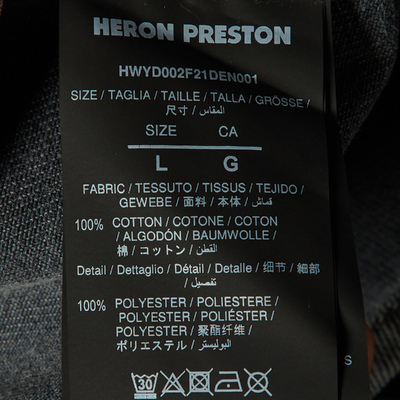 HERON PRESTON
HWYD002F21DEN001
SIZE / TAGLIA / TAILLE / TALLA / GRÖSSE /
尺寸 / المقاس /
SIZE CA
L G
FABRIC / TESSUTO / TISSUS / TEJIDO /
GEWEBE / 面料 / 本体 / قماش /
100% COTTON / COTONE / COTON
/ ALGODÓN / BAUMWOLLE /
棉 / コットン / القطن /
Detail / Dettaglio / Détail / Detalle / 细节 / 細部
/ تفصيل /
100% POLYESTER / POLIESTERE /
POLYESTER / POLIÉSTER /
POLYESTER / 聚酯纤维 /
ポリエステル / البوليستر /
30
S